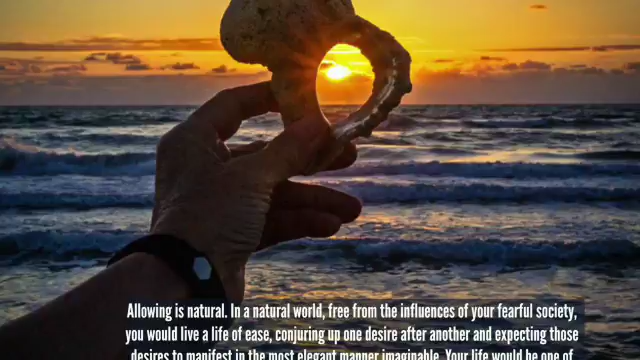 Allowing is natural. In a natural world, free from the influences of your fearful society,
you would live a life of ease, conjuring up one desire after another and expecting those
desires to manifest in the most elegant manner imaginable. Your life would be one of